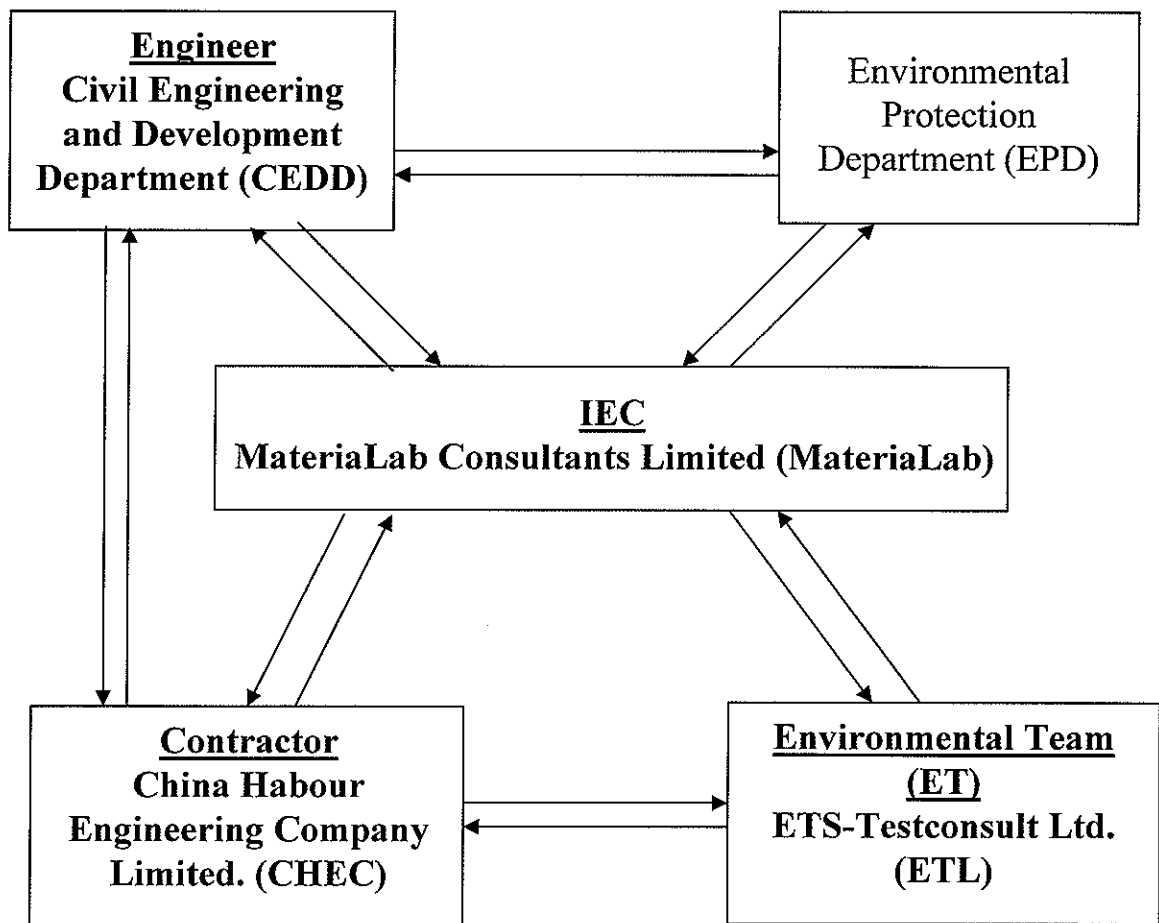 Engineer
Civil Engineering
and Development
Department (CEDD)
Environmental
Protection
Department (EPD)
IEC
MateriaLab Consultants Limited (MateriaLab)
Contractor
China Habour
Engineering Company
Limited. (CHEC)
Environmental Team
(ET)
ETS-Testconsult Ltd.
(ETL)